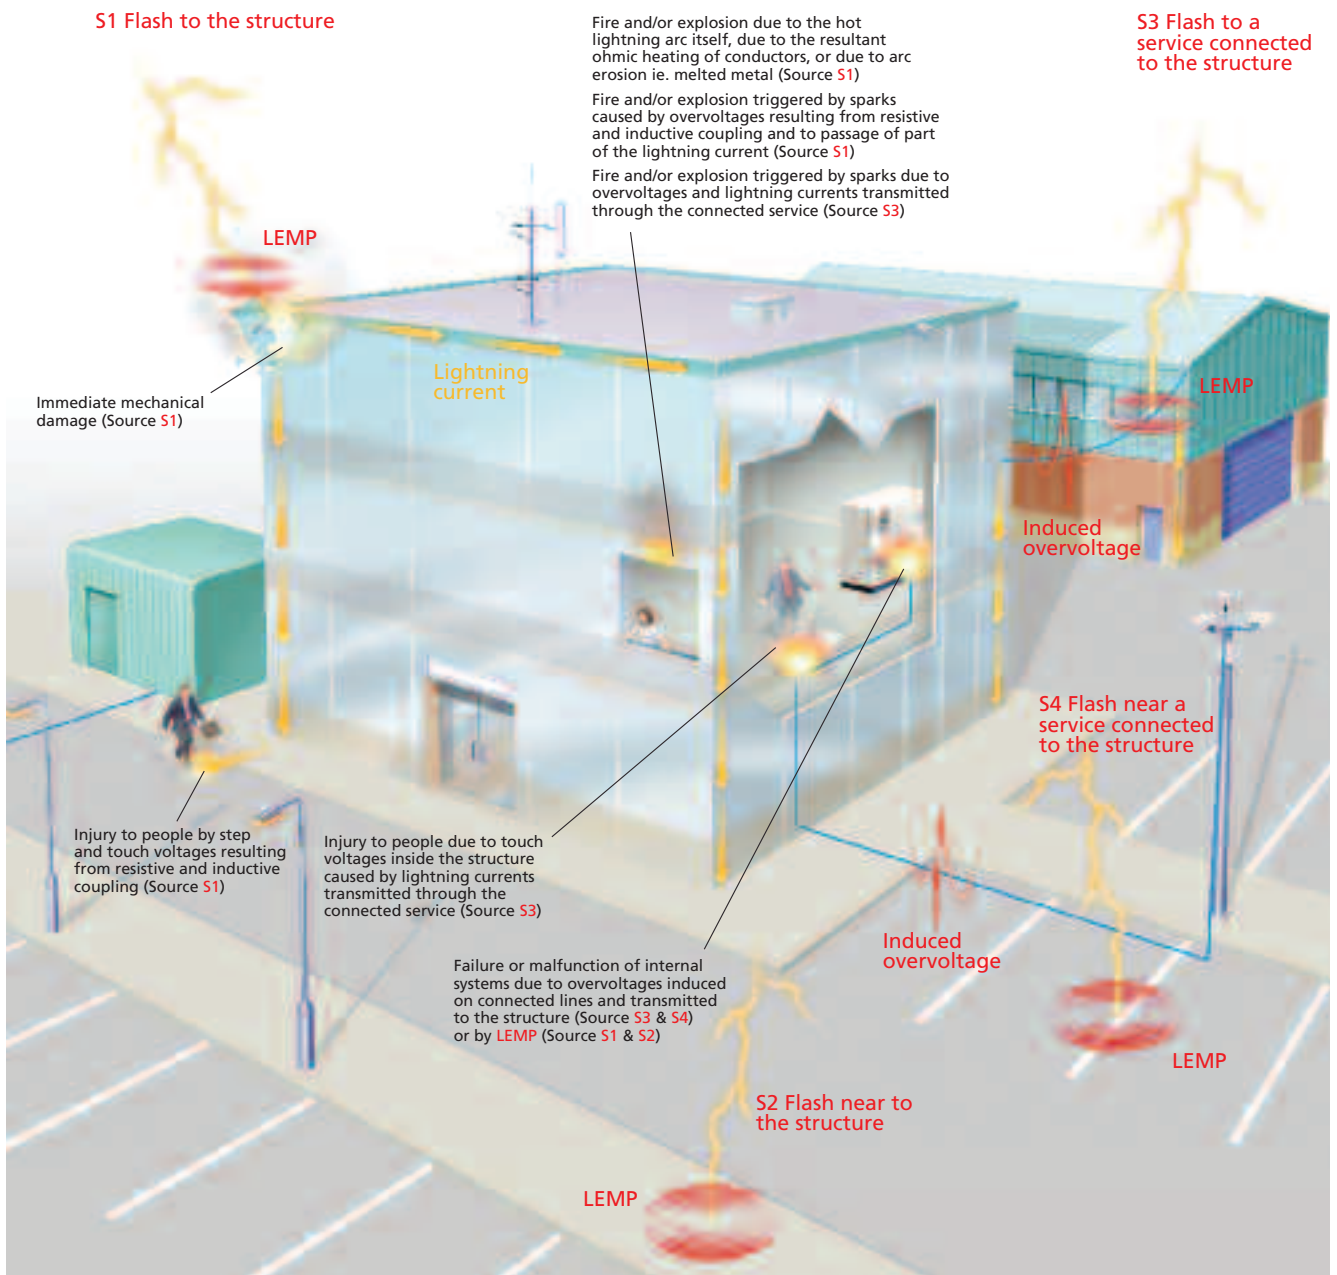 S1 Flash to the structure
Fire and/or explosion due to the hot
lightning arc itself, due to the resultant
ohmic heating of conductors, or due to arc
erosion ie. melted metal (Source S1)
Fire and/or explosion triggered by sparks
caused by overvoltages resulting from resistive
and inductive coupling and to passage of part
of the lightning current (Source S1)
Fire and/or explosion triggered by sparks due to
overvoltages and lightning currents transmitted
through the connected service (Source S3)
S3 Flash to a
service connected
to the structure
LEMP
Lightning
current
LEMP
Immediate mechanical
damage (Source S1)
Induced
overvoltage
S4 Flash near a
service connected
to the structure
Injury to people by step
and touch voltages resulting
from resistive and inductive
coupling (Source S1)
Injury to people due to touch
voltages inside the structure
caused by lightning currents
transmitted through the
connected service (Source S3)
Induced
overvoltage
Failure or malfunction of internal
systems due to overvoltages induced
on connected lines and transmitted
to the structure (Source S3 & S4)
or by LEMP (Source S1 & S2)
LEMP
S2 Flash near to
the structure
LEMP